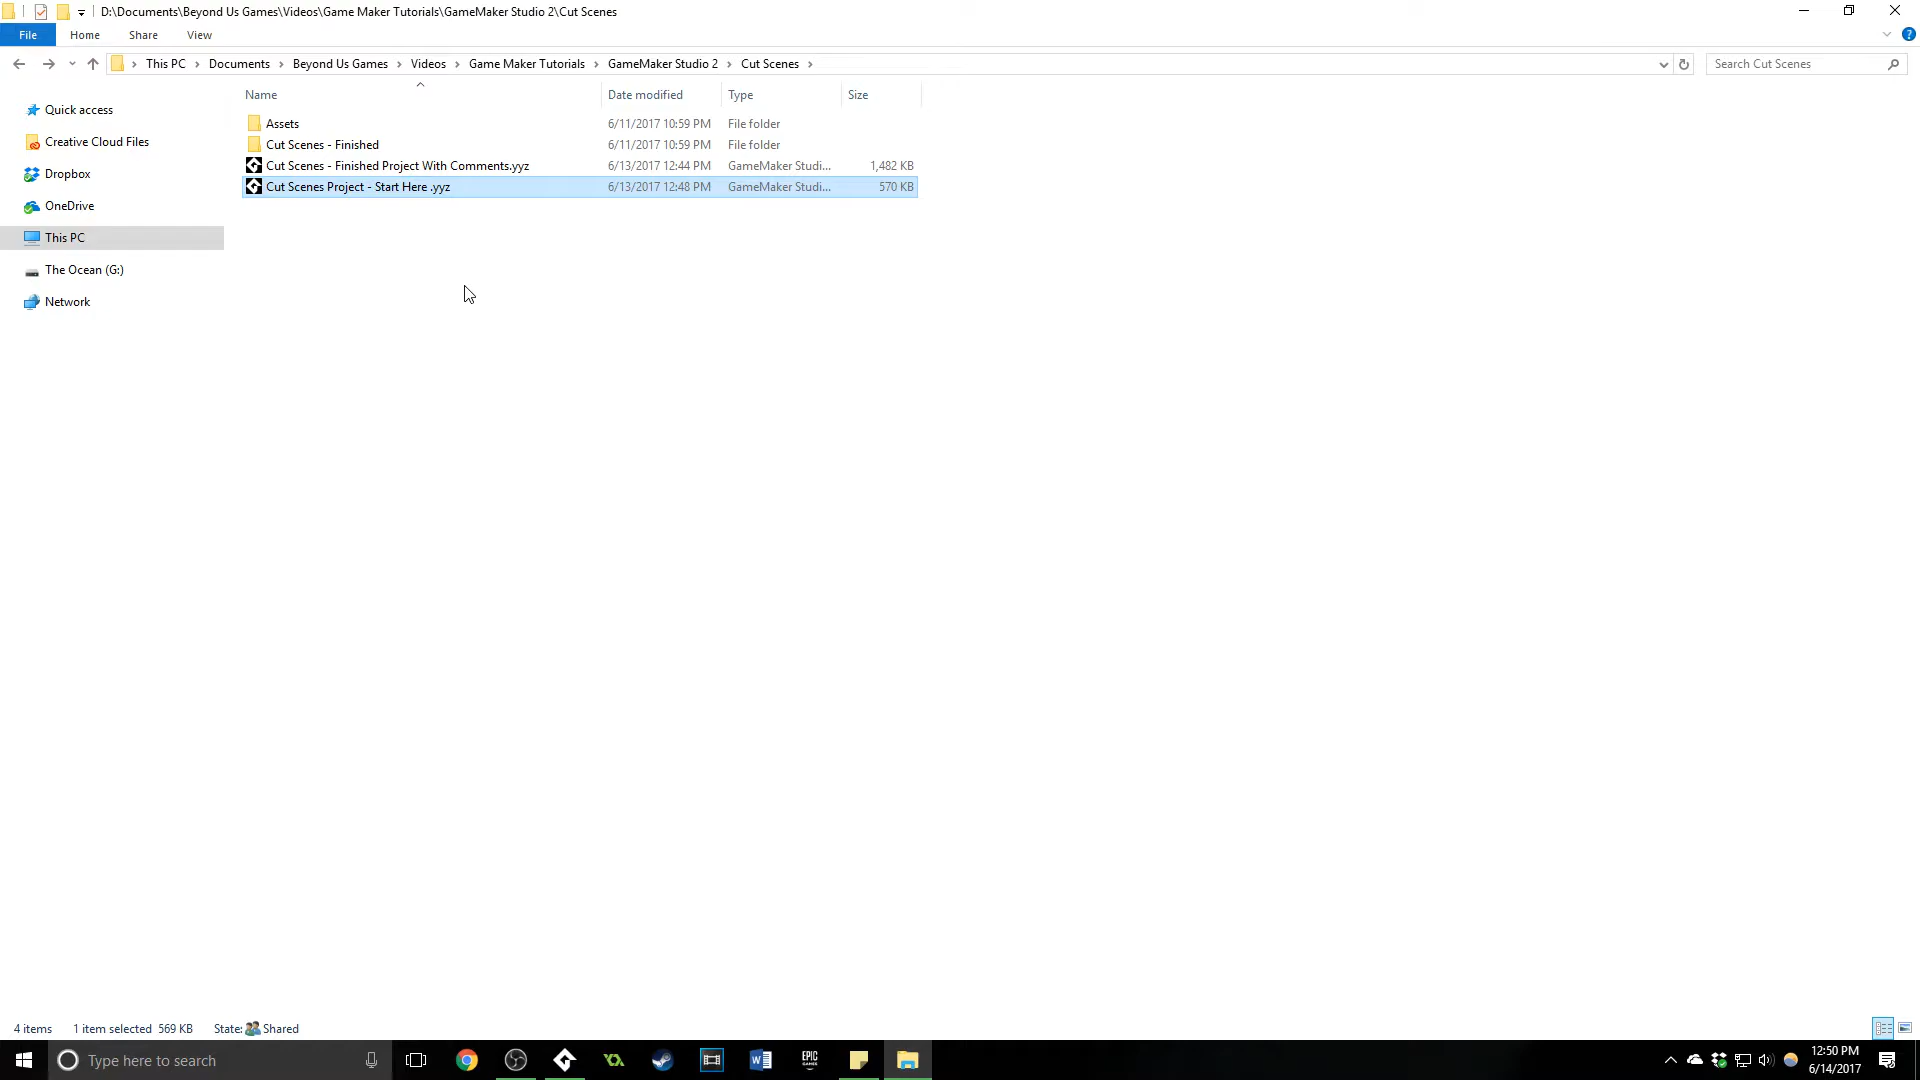 D:\Documents\Beyond Us Games\Videos\Game Maker Tutorials\GameMaker Studio 2\Cut Scenes
File Home Share View
This PC Documents Beyond Us Games Videos Game Maker Tutorials GameMaker Studio 2 Cut Scenes Search Cut Scenes
Name Date modified Type Size
Quick access
Creative Cloud Files
Dropbox
OneDrive
This PC
The Ocean (G:)
Network
Assets 6/11/2017 10:59 PM File folder
Cut Scenes - Finished 6/11/2017 10:59 PM File folder
Cut Scenes - Finished Project With Comments.yyz 6/13/2017 12:44 PM GameMaker Studi... 1,482 KB
Cut Scenes Project - Start Here .yyz 6/13/2017 12:48 PM GameMaker Studi... 570 KB
4 items 1 item selected 569 KB State: Shared
Type here to search
EPIC
GAMES
12:50 PM
6/14/2017